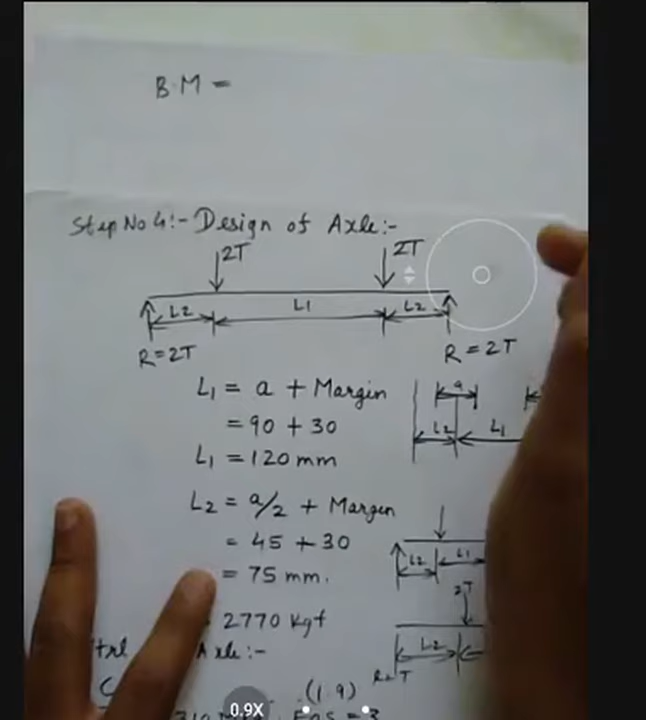 B.M =
Step No 4:- Design of Axle:-
2T 2T
L2 L1 L2
R = 2T R = 2T
L1 = a + Margin
= 90 + 30
L1 = 120 mm
a
L2 L1
L2 = a/2 + Margin
= 45 + 30
= 75 mm.
L2 L1
2T
2770 Kgf
L2
Axle:-
(1.9)
FOS = 3
0.9X